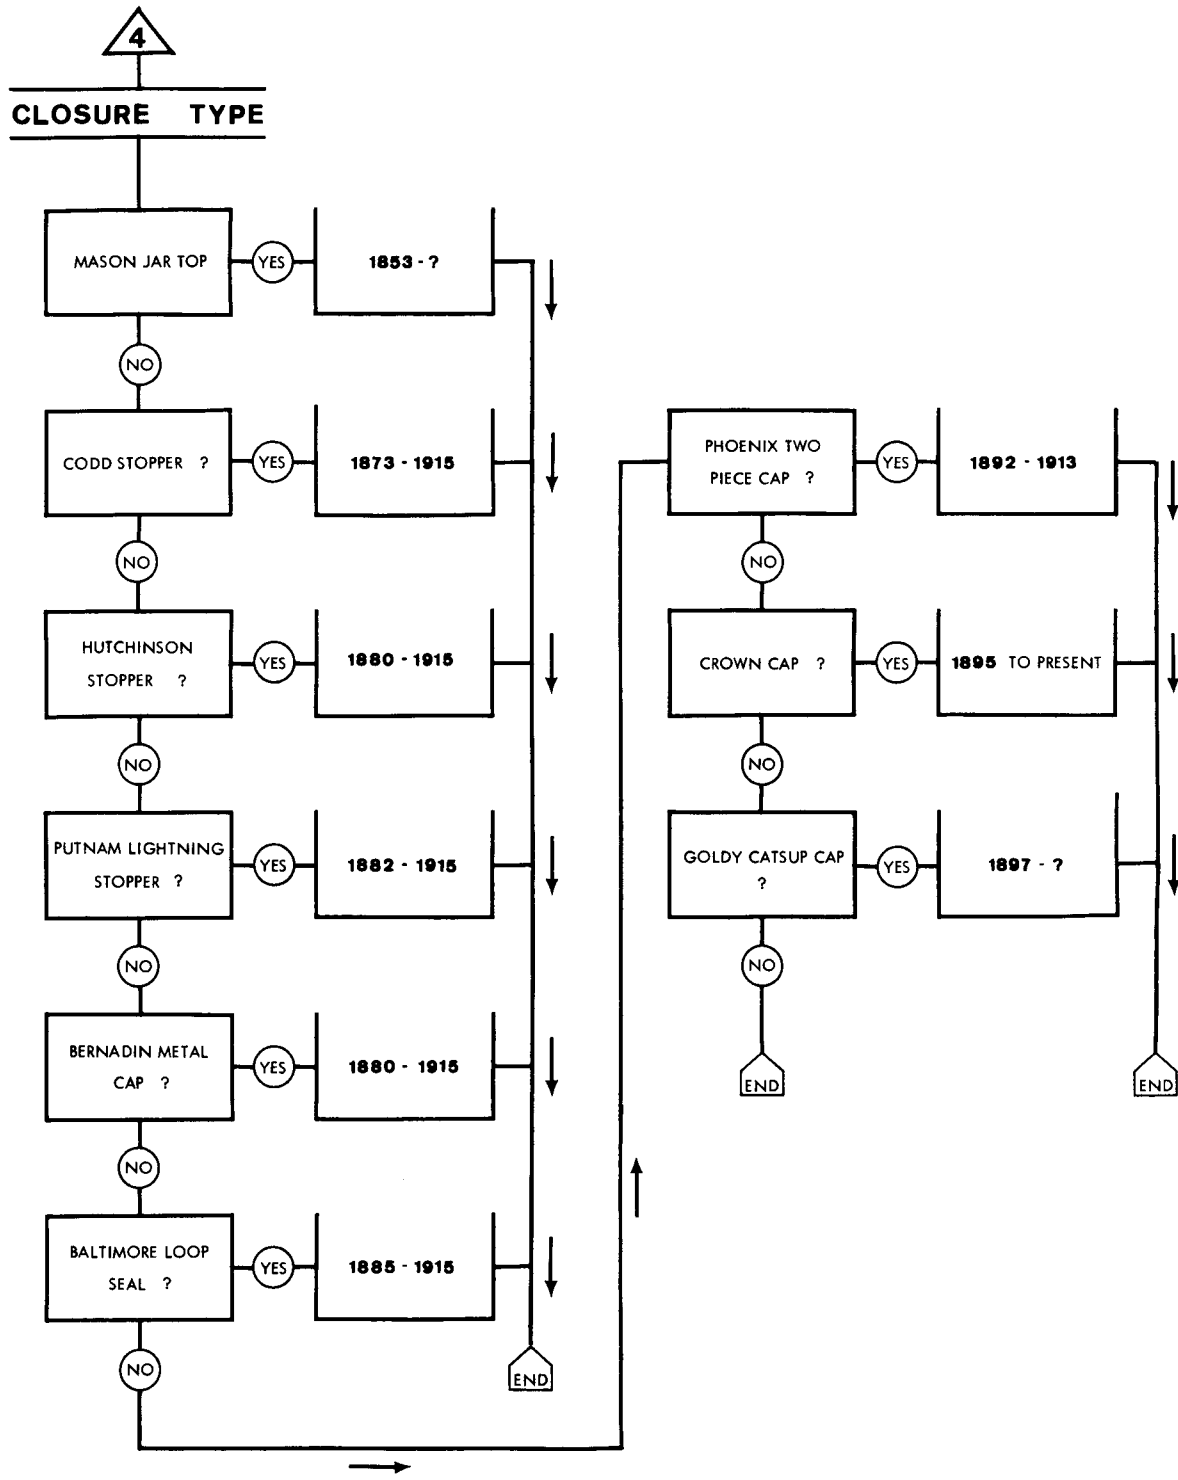 4
CLOSURE TYPE
MASON JAR TOP
YES
1853 - ?
NO
CODD STOPPER ?
YES
1873 - 1915
NO
HUTCHINSON
STOPPER ?
YES
1880 - 1915
NO
PUTNAM LIGHTNING
STOPPER ?
YES
1882 - 1915
NO
BERNADIN METAL
CAP ?
YES
1880 - 1915
NO
BALTIMORE LOOP
SEAL ?
YES
1885 - 1915
NO
END
PHOENIX TWO
PIECE CAP ?
YES
1892 - 1913
NO
CROWN CAP ?
YES
1895 TO PRESENT
NO
GOLDY CATSUP CAP
?
YES
1897 - ?
NO
END
END